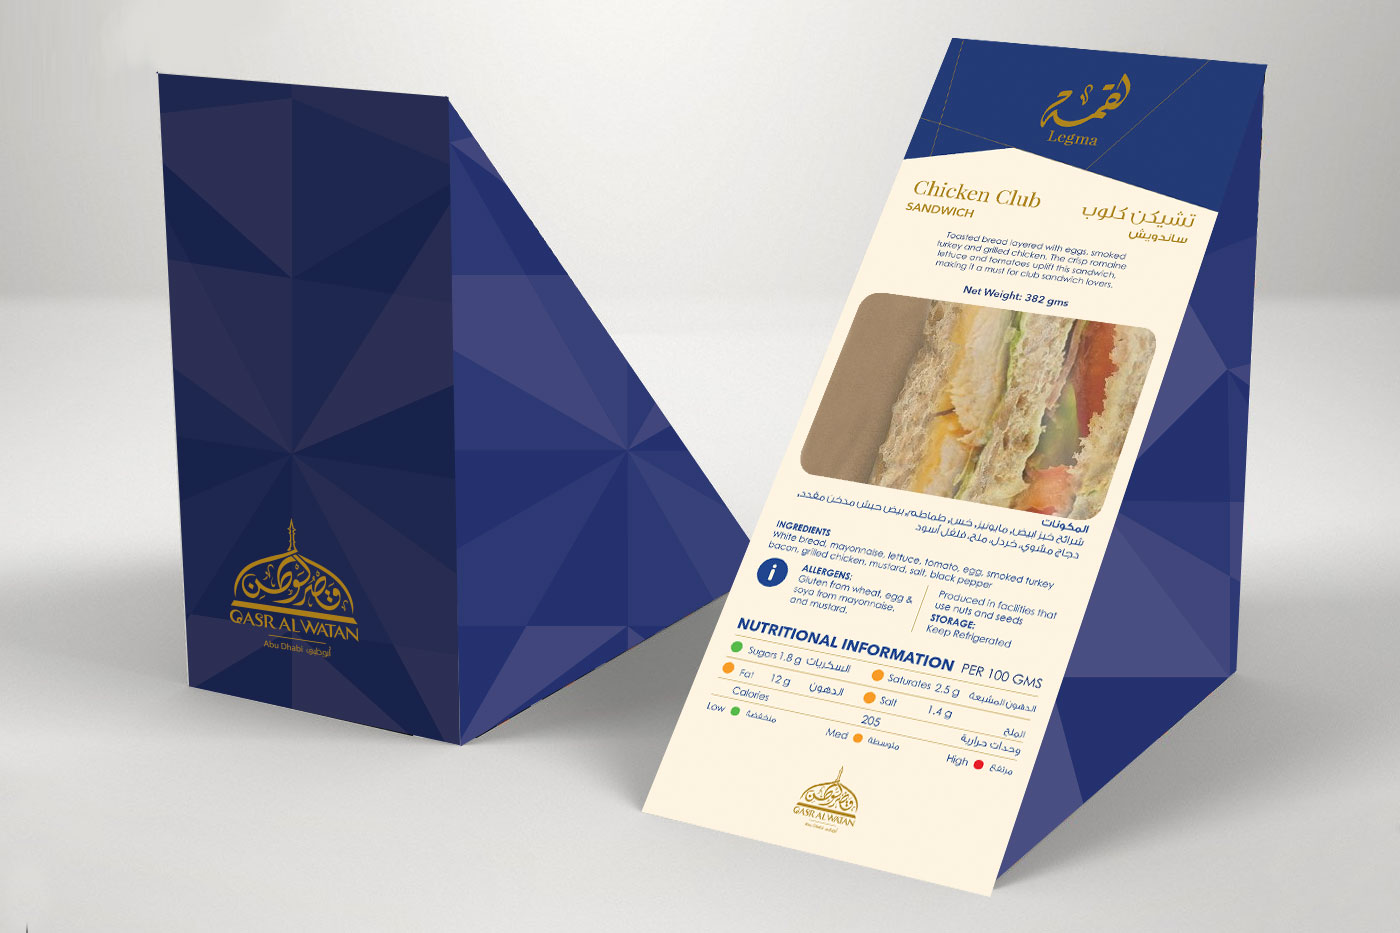 قصر الوطن
QASR AL WATAN
Abu Dhabi أبوظبي
لقمة
Legma
Chicken Club
SANDWICH
تشيكن كلوب
ساندويش
Toasted bread layered with eggs, smoked
turkey and grilled chicken. The crisp romaine
lettuce and tomatoes uplift this sandwich,
making it a must for club sandwich lovers.
Net Weight: 382 gms
المكونات
شرائح خبز ابيض، مايونيز، خس، طماطم، بيض حبش مدخن مقدد,
دجاج مشوي، خردل، ملح، فلفل أسود
INGREDIENTS
White bread, mayonnaise, lettuce, tomato, egg, smoked turkey
bacon, grilled chicken, mustard, salt, black pepper
i
ALLERGENS:
Gluten from wheat, egg &
soya from mayonnaise,
and mustard.
Produced in facilities that
use nuts and seeds
STORAGE:
Keep Refrigerated
NUTRITIONAL INFORMATION PER 100 GMS
Sugars 1.8 g السكريات
Saturates 2.5 g الدهون المشبعة
Fat 12 g الدهون
Salt 1.4 g الملح
Calories 205 وحدات حرارية
Low منخفضة
Med متوسطة
High مرتفع
قصر الوطن
QASR AL WATAN
Abu Dhabi أبوظبي